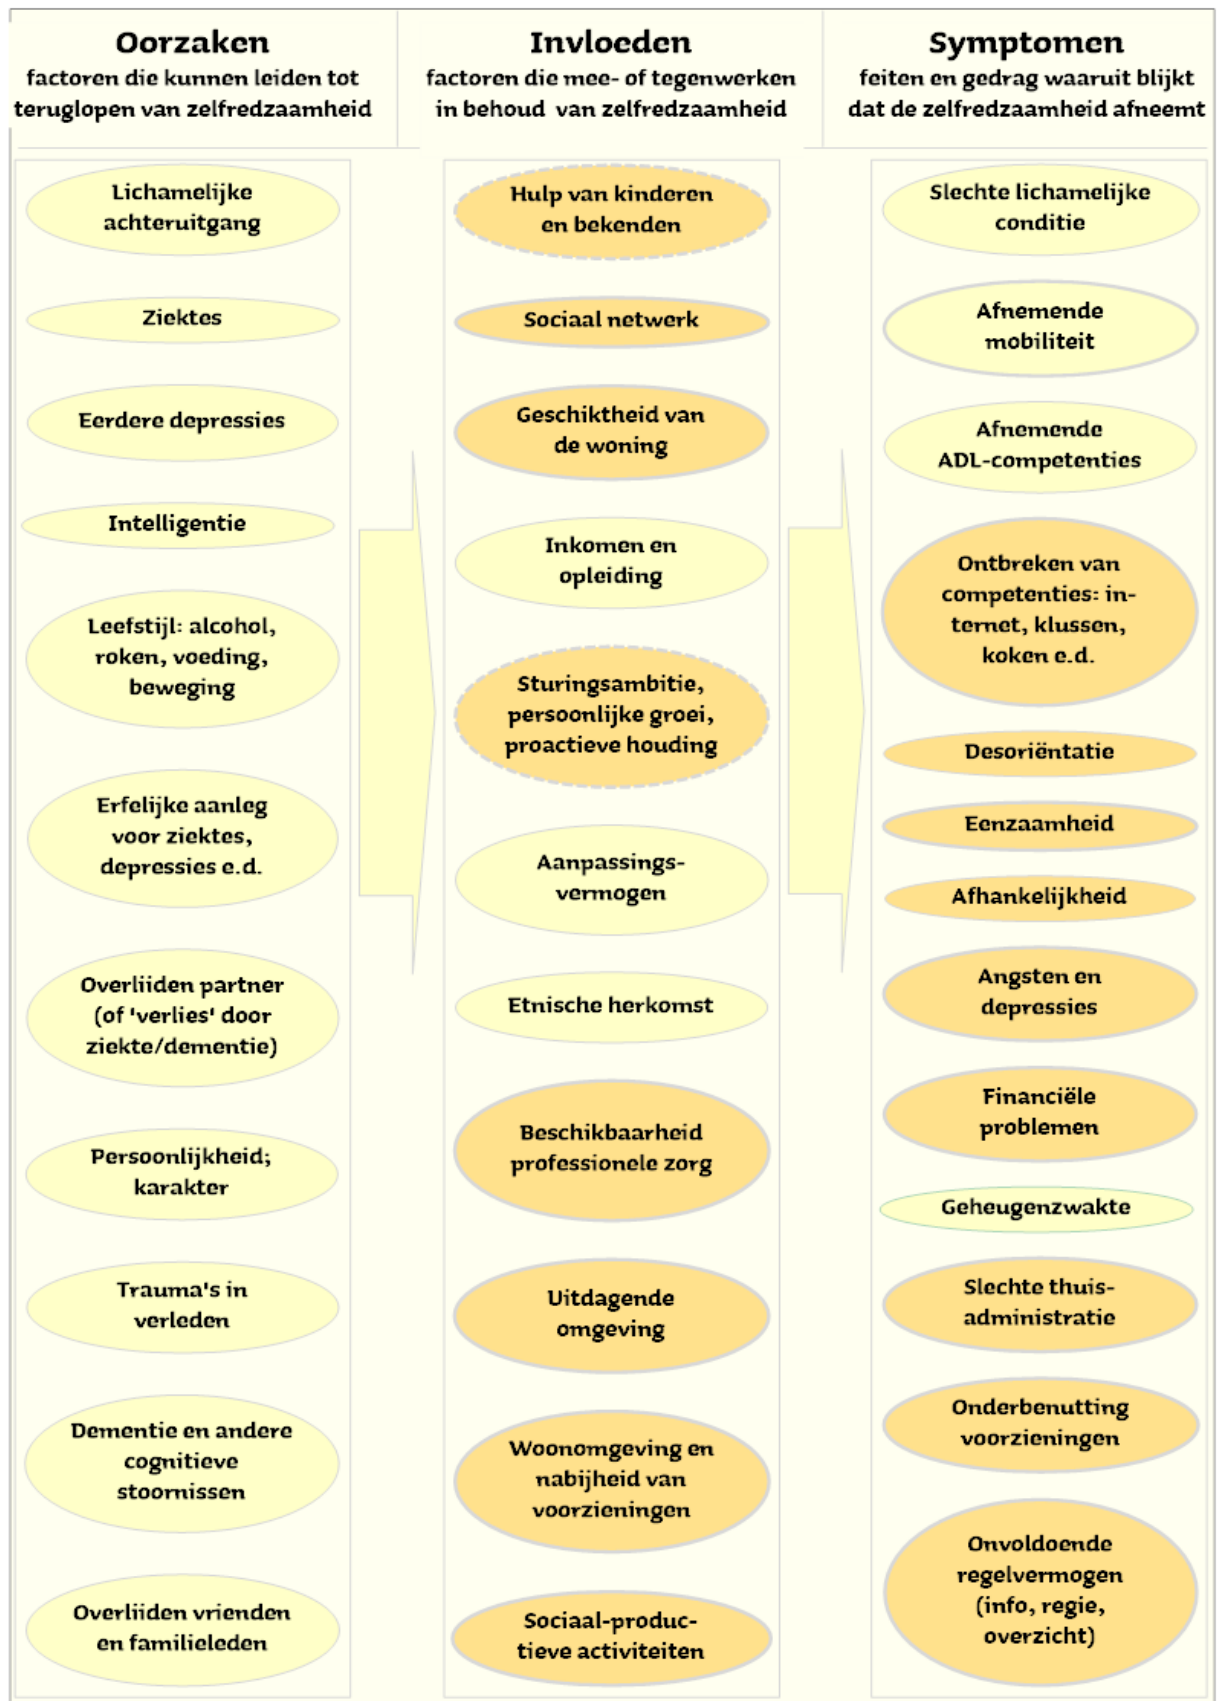 Oorzaken
factoren die kunnen leiden tot
teruglopen van zelfredzaamheid
Lichamelijke
achteruitgang
Ziektes
Eerdere depressies
Intelligentie
Leefstijl: alcohol,
roken, voeding,
beweging
Erfelijke aanleg
voor ziektes,
depressies e.d.
Overliiden partner
(of 'verlies' door
ziekte/dementie)
Persoonlijkheid;
karakter
Trauma's in
verleden
Dementie en andere
cognitieve
stoornissen
Overliiden vrienden
en familieleden
Invloeden
factoren die mee- of tegenwerken
in behoud van zelfredzaamheid
Hulp van kinderen
en bekenden
Sociaal netwerk
Geschiktheid van
de woning
Inkomen en
opleiding
Sturingsambitie,
persoonlijke groei,
proactieve houding
Aanpassings-
vermogen
Etnische herkomst
Beschikbaarheid
professionele zorg
Uitdagende
omgeving
Woonomgeving en
nabijheid van
voorzieningen
Sociaal-produc-
tieve activiteiten
Symptomen
feiten en gedrag waaruit blijkt
dat de zelfredzaamheid afneemt
Slechte lichamelijke
conditie
Afnemende
mobiliteit
Afnemende
ADL-competenties
Ontbreken van
competenties: in-
ternet, klussen,
koken e.d.
Desoriëntatie
Eenzaamheid
Afhankelijkheid
Angsten en
depressies
Financiële
problemen
Geheugenzwakte
Slechte thuis-
administratie
Onderbenutting
voorzieningen
Onvoldoende
regelvermogen
(info, regie,
overzicht)